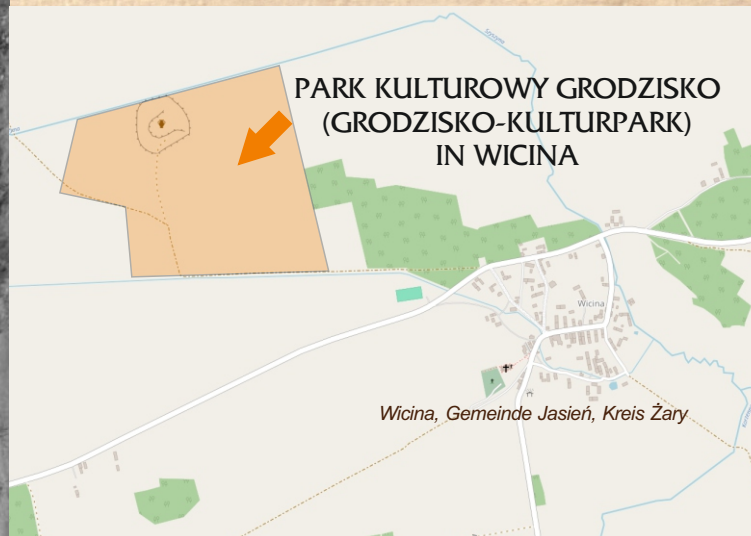 PARK KULTUROWY GRODZISKO
(GRODZISKO-KULTURPARK)
IN WICINA
Wicina
Wicina, Gemeinde Jasień, Kreis Żary